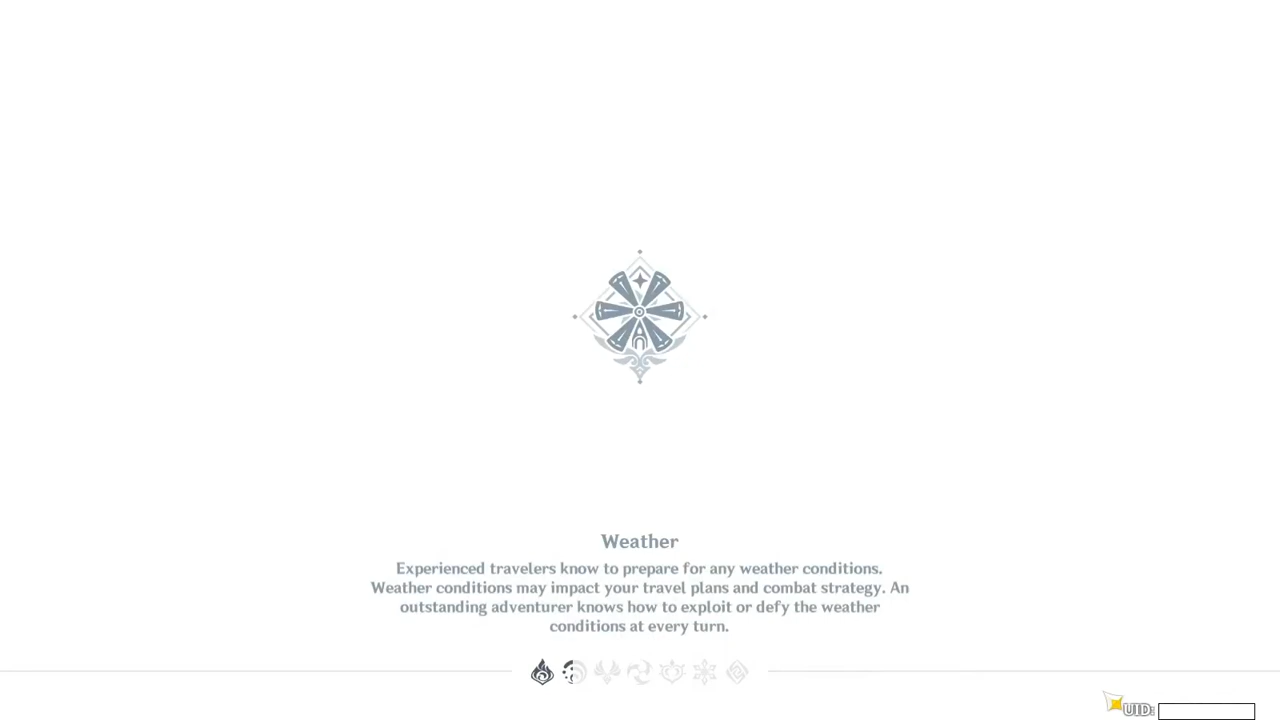 Weather
Experienced travelers know to prepare for any weather conditions.
Weather conditions may impact your travel plans and combat strategy. An
outstanding adventurer knows how to exploit or defy the weather
conditions at every turn.
UID: